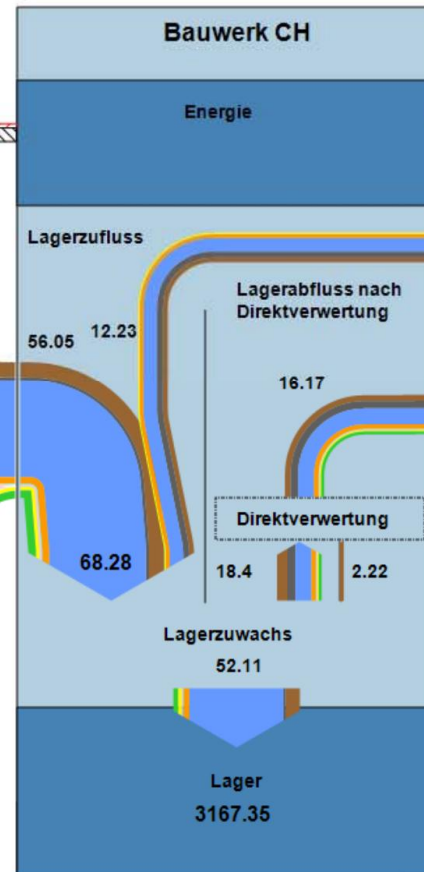 Bauwerk CH
Energie
Lagerzufluss
Lagerabfluss nach
Direktverwertung
56.05
12.23
16.17
Direktverwertung
68.28
18.4
2.22
Lagerzuwachs
52.11
Lager
3167.35